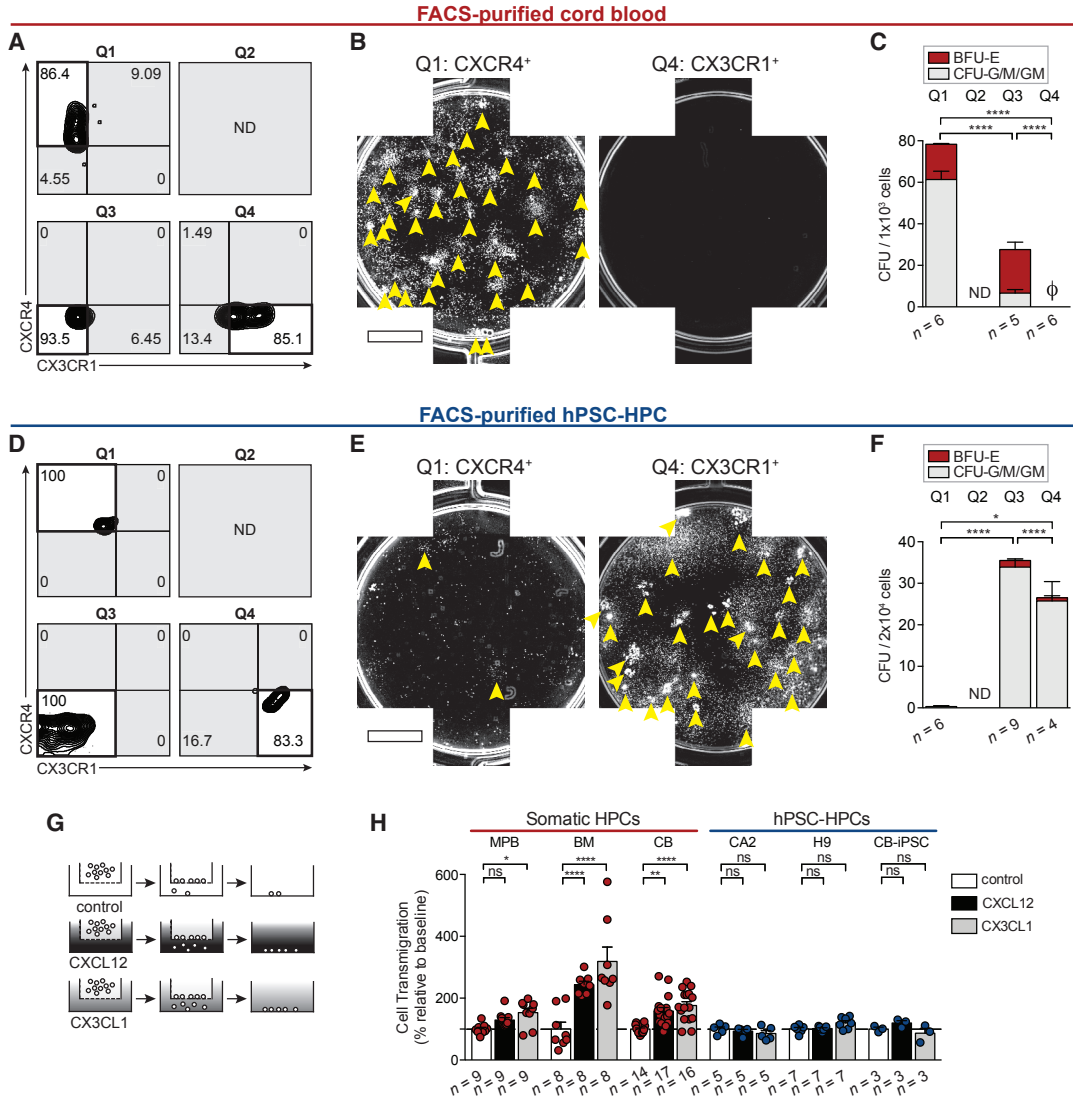 FACS-purified cord blood
A
Q1
Q2
86.4
9.09
4.55
0
ND
Q3
Q4
0
0
93.5
6.45
1.49
0
13.4
85.1
CXCR4
CX3CR1
B
Q1: CXCR4+
Q4: CX3CR1+
C
BFU-E
CFU-G/M/GM
Q1 Q2 Q3 Q4
****
**** ****
80
60
40
20
0
CFU / 1x10³ cells
ND
ϕ
n = 6
n = 5
n = 6
FACS-purified hPSC-HPC
D
Q1
Q2
100
0
0
0
ND
Q3
Q4
0
0
100
0
0
0
16.7
83.3
CXCR4
CX3CR1
E
Q1: CXCR4+
Q4: CX3CR1+
F
BFU-E
CFU-G/M/GM
Q1 Q2 Q3 Q4
*
**** ****
40
30
20
10
0
CFU / 2x10⁴ cells
ND
n = 6
n = 9
n = 4
G
control
CXCL12
CX3CL1
H
Somatic HPCs
hPSC-HPCs
MPB BM CB CA2 H9 CB-iPSC
* **** **** ns ns ns
ns **** ** ns ns ns
control
CXCL12
CX3CL1
600
400
200
100
0
Cell Transmigration
(% relative to baseline)
n = 9
n = 9
n = 9
n = 8
n = 8
n = 8
n = 14
n = 17
n = 16
n = 5
n = 5
n = 5
n = 7
n = 7
n = 7
n = 3
n = 3
n = 3